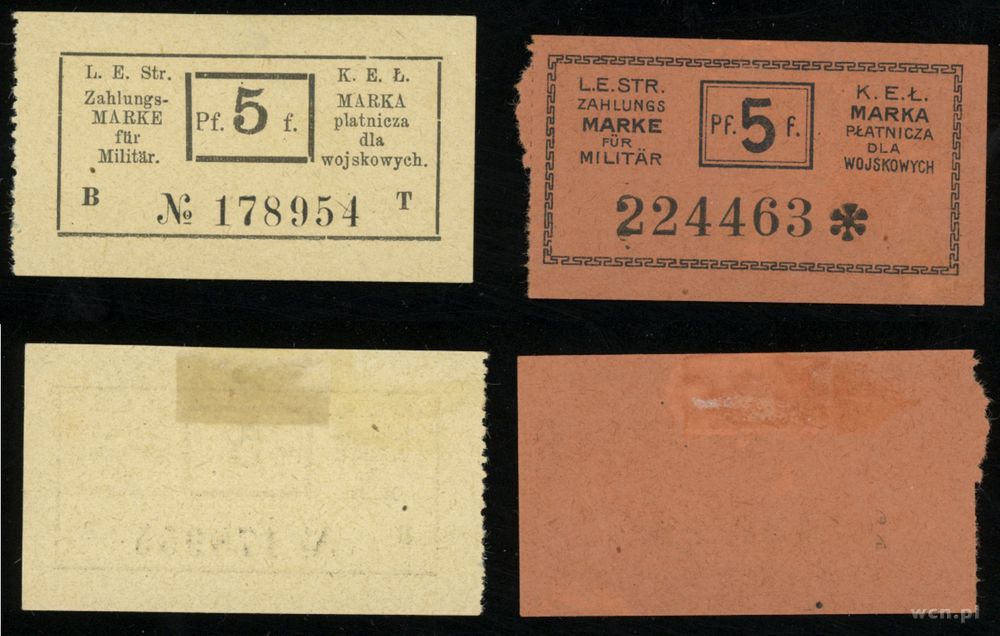 L. E. Str.
Zahlungs-
MARKE
für
Militär.
Pf. 5 f.
K. E. Ł.
MARKA
płatnicza
dla
wojskowych.
B № 178954 T
L.E.STR.
ZAHLUNGS
MARKE
FÜR
MILITÄR
Pf. 5 f.
K.E.Ł.
MARKA
PŁATNICZA
DLA
WOJSKOWYCH
224463 *
wcn.pl